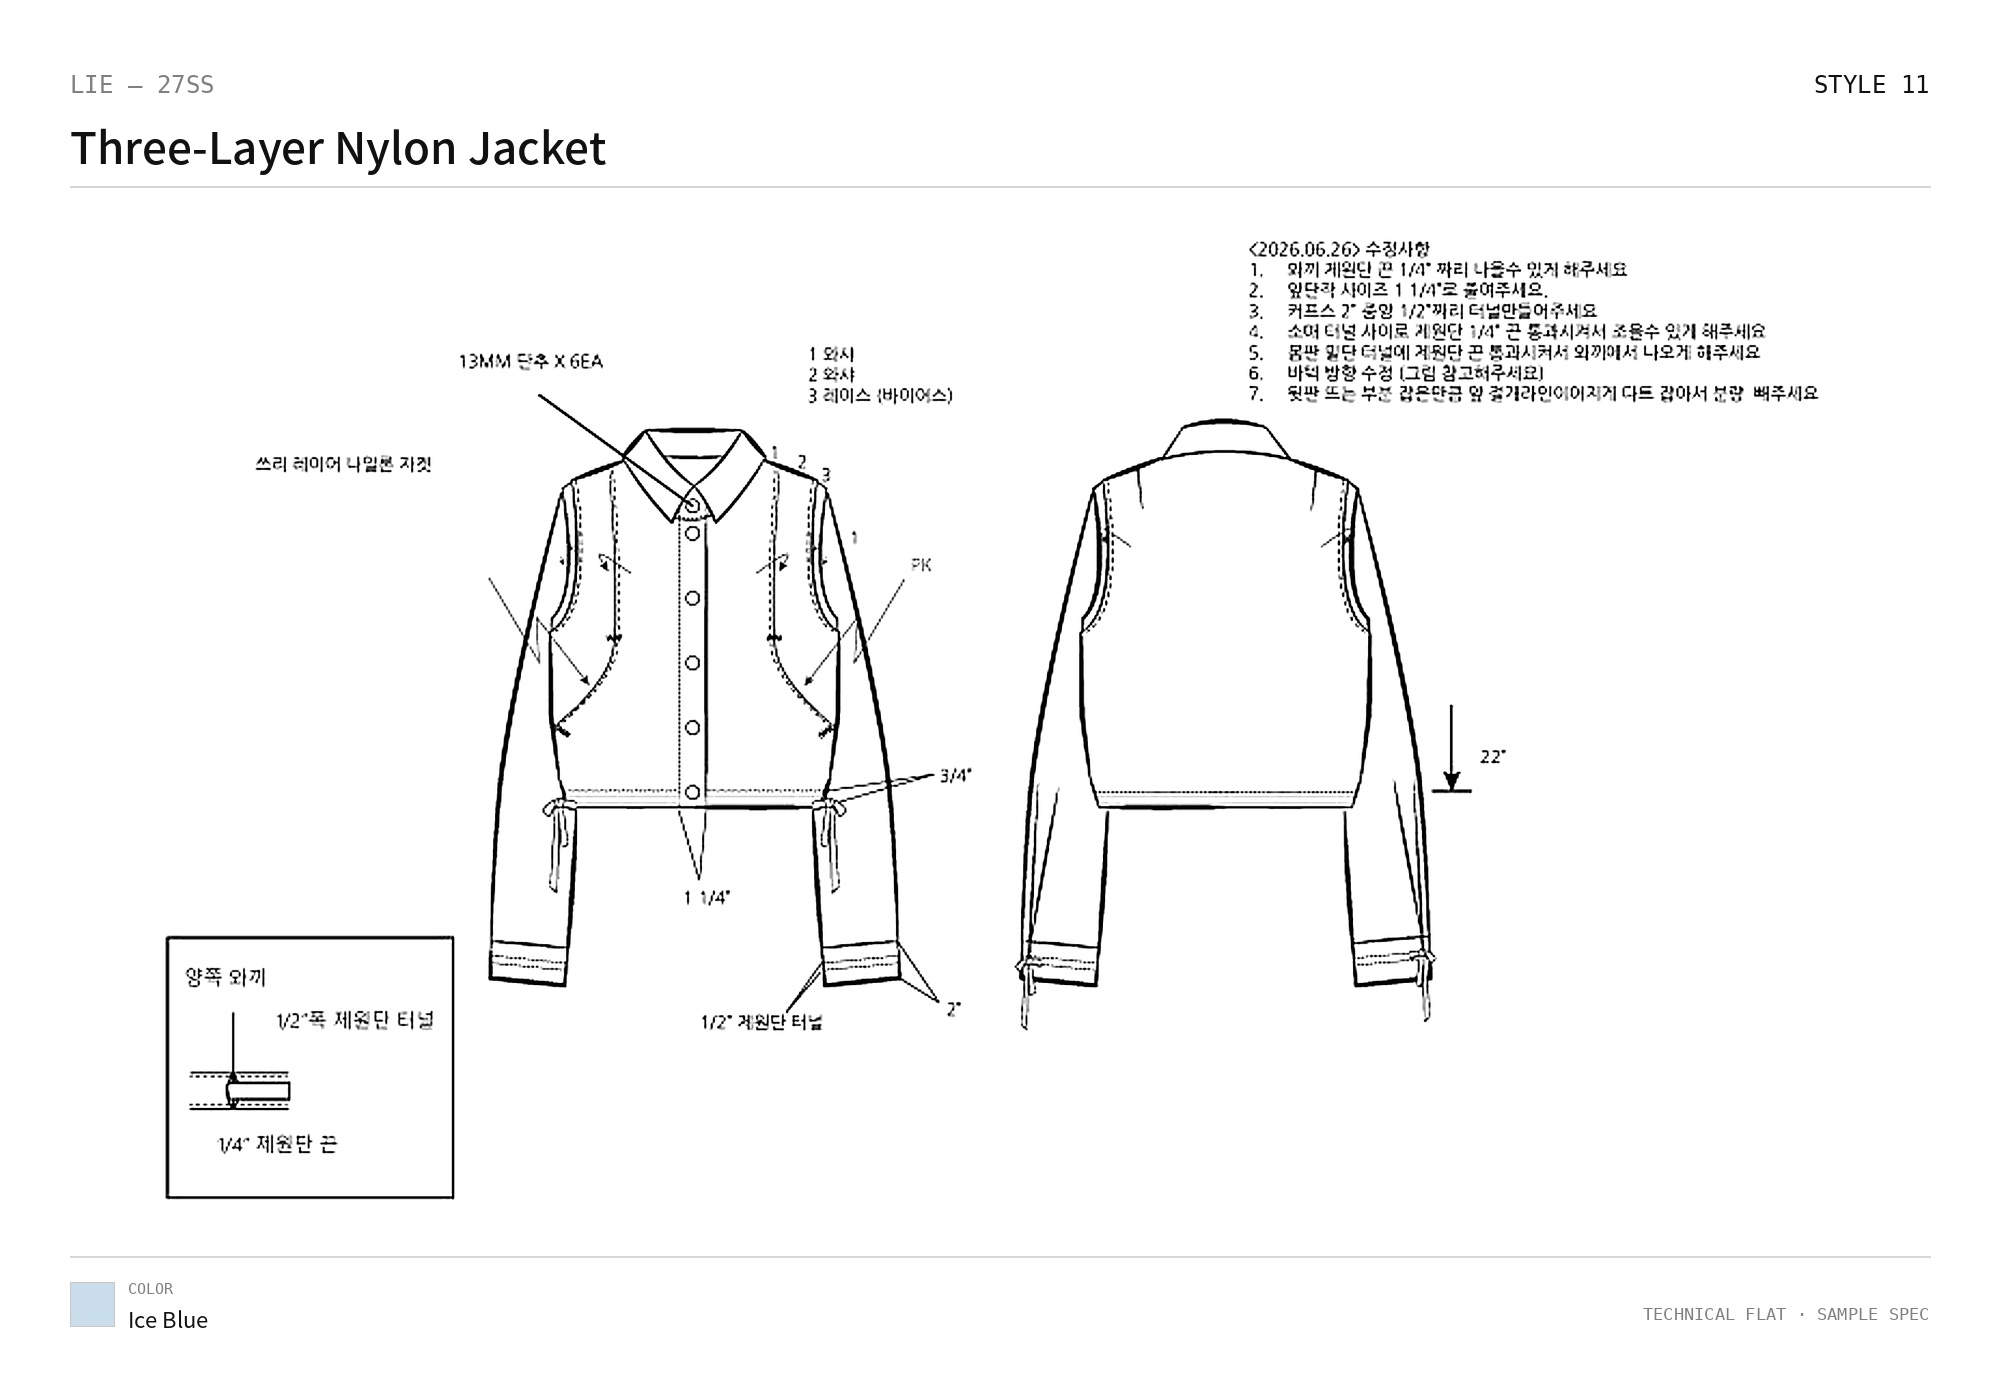 LIE — 27SS
STYLE 11
Three-Layer Nylon Jacket
<2026.06.26> 수정사항
1. 와끼 제원단 끈 1/4" 짜리 나올수 있게 해주세요
2. 앞단작 사이즈 1 1/4"로 줄여주세요.
3. 커프스 2" 중앙 1/2"짜리 터널만들어주세요
4. 소매 터널 사이로 제원단 1/4" 끈 통과시켜서 조을수 있게 해주세요
5. 몸판 밑단 터널에 제원단 끈 통과시켜서 와끼에서 나오게 해주세요
6. 바텍 방향 수정 (그림 참고해주세요)
7. 뒷판 뜨는 부분 잡은만큼 앞 절개라인이어지게 다트 잡아서 분량 빼주세요
13MM 단추 X 6EA
1 와샤
2 와샤
3 레이스 (바이어스)
쓰리 레이어 나일론 자켓
1
2
3
1
PK
3/4"
22"
1 1/4"
2"
1/2" 제원단 터널
양쪽 와끼
1/2"폭 제원단 터널
1/4" 제원단 끈
COLOR
Ice Blue
TECHNICAL FLAT · SAMPLE SPEC